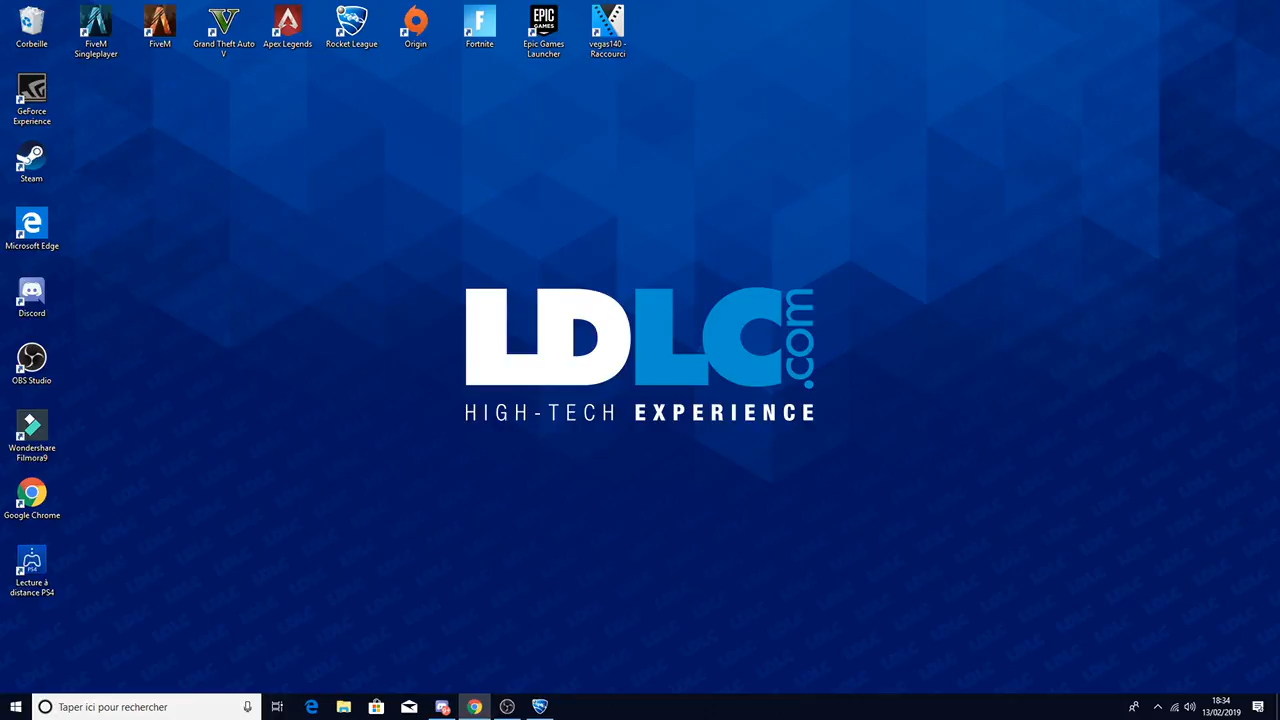 Corbeille
FiveM
Singleplayer
FiveM
Grand Theft Auto
V
Apex Legends
Rocket League
Origin
Fortnite
EPIC
GAMES
Epic Games
Launcher
vegas140 -
Raccourci
GeForce
Experience
Steam
Microsoft Edge
Discord
OBS Studio
Wondershare
Filmora9
Google Chrome
PS4
Lecture à
distance PS4
LDLC.com
HIGH-TECH EXPERIENCE
Taper ici pour rechercher
18:34
13/02/2019